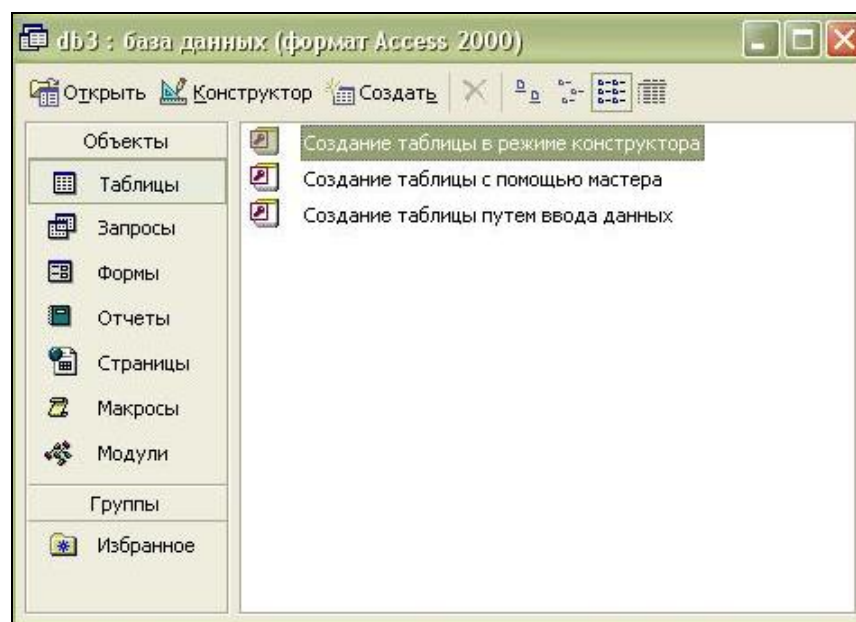 db3 : база данных (формат Access 2000)
Открыть Конструктор Создать
Объекты
Таблицы
Запросы
Формы
Отчеты
Страницы
Макросы
Модули
Группы
Избранное
Создание таблицы в режиме конструктора
Создание таблицы с помощью мастера
Создание таблицы путем ввода данных